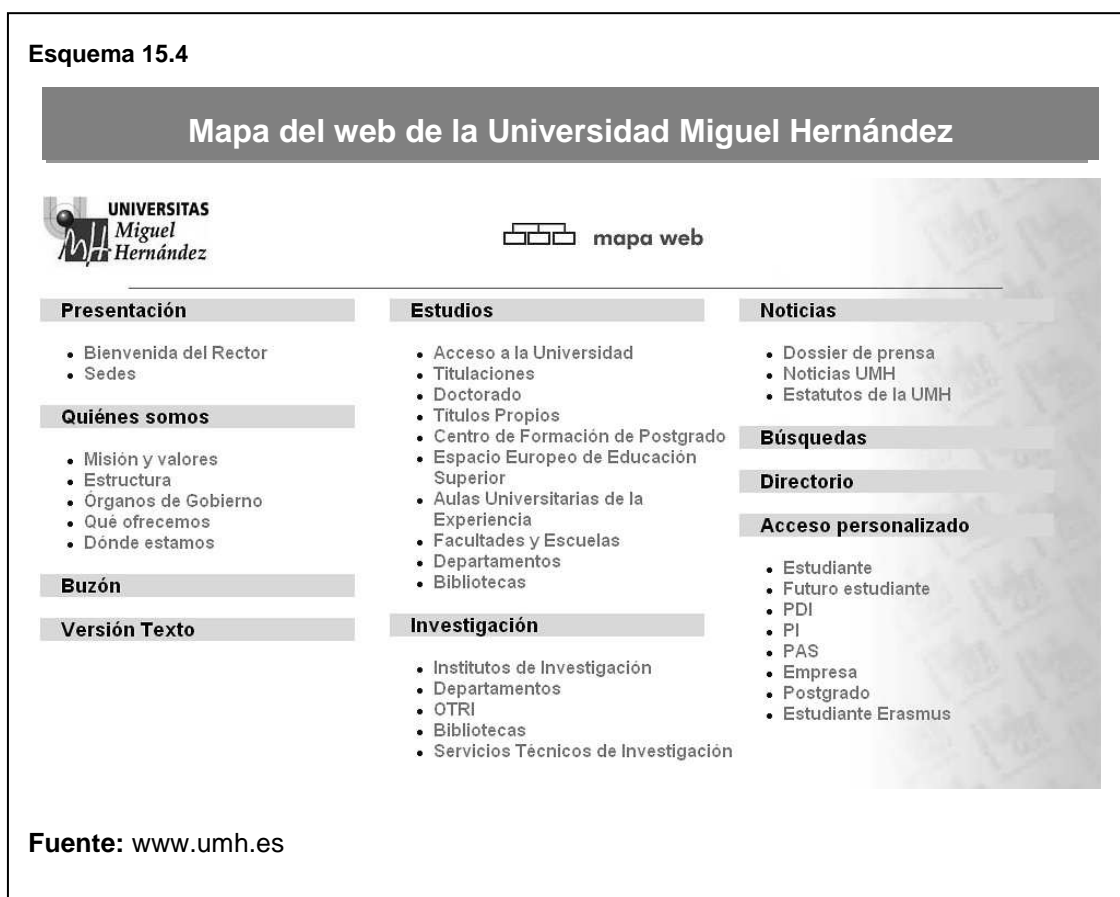 Esquema 15.4
Mapa del web de la Universidad Miguel Hernández
UNIVERSITAS
Miguel
Hernández
mapa web
Presentación
Bienvenida del Rector
Sedes
Quiénes somos
Misión y valores
Estructura
Órganos de Gobierno
Qué ofrecemos
Dónde estamos
Buzón
Versión Texto
Estudios
Acceso a la Universidad
Titulaciones
Doctorado
Títulos Propios
Centro de Formación de Postgrado
Espacio Europeo de Educación
Superior
Aulas Universitarias de la
Experiencia
Facultades y Escuelas
Departamentos
Bibliotecas
Investigación
Institutos de Investigación
Departamentos
OTRI
Bibliotecas
Servicios Técnicos de Investigación
Noticias
Dossier de prensa
Noticias UMH
Estatutos de la UMH
Búsquedas
Directorio
Acceso personalizado
Estudiante
Futuro estudiante
PDI
PI
PAS
Empresa
Postgrado
Estudiante Erasmus
Fuente: www.umh.es